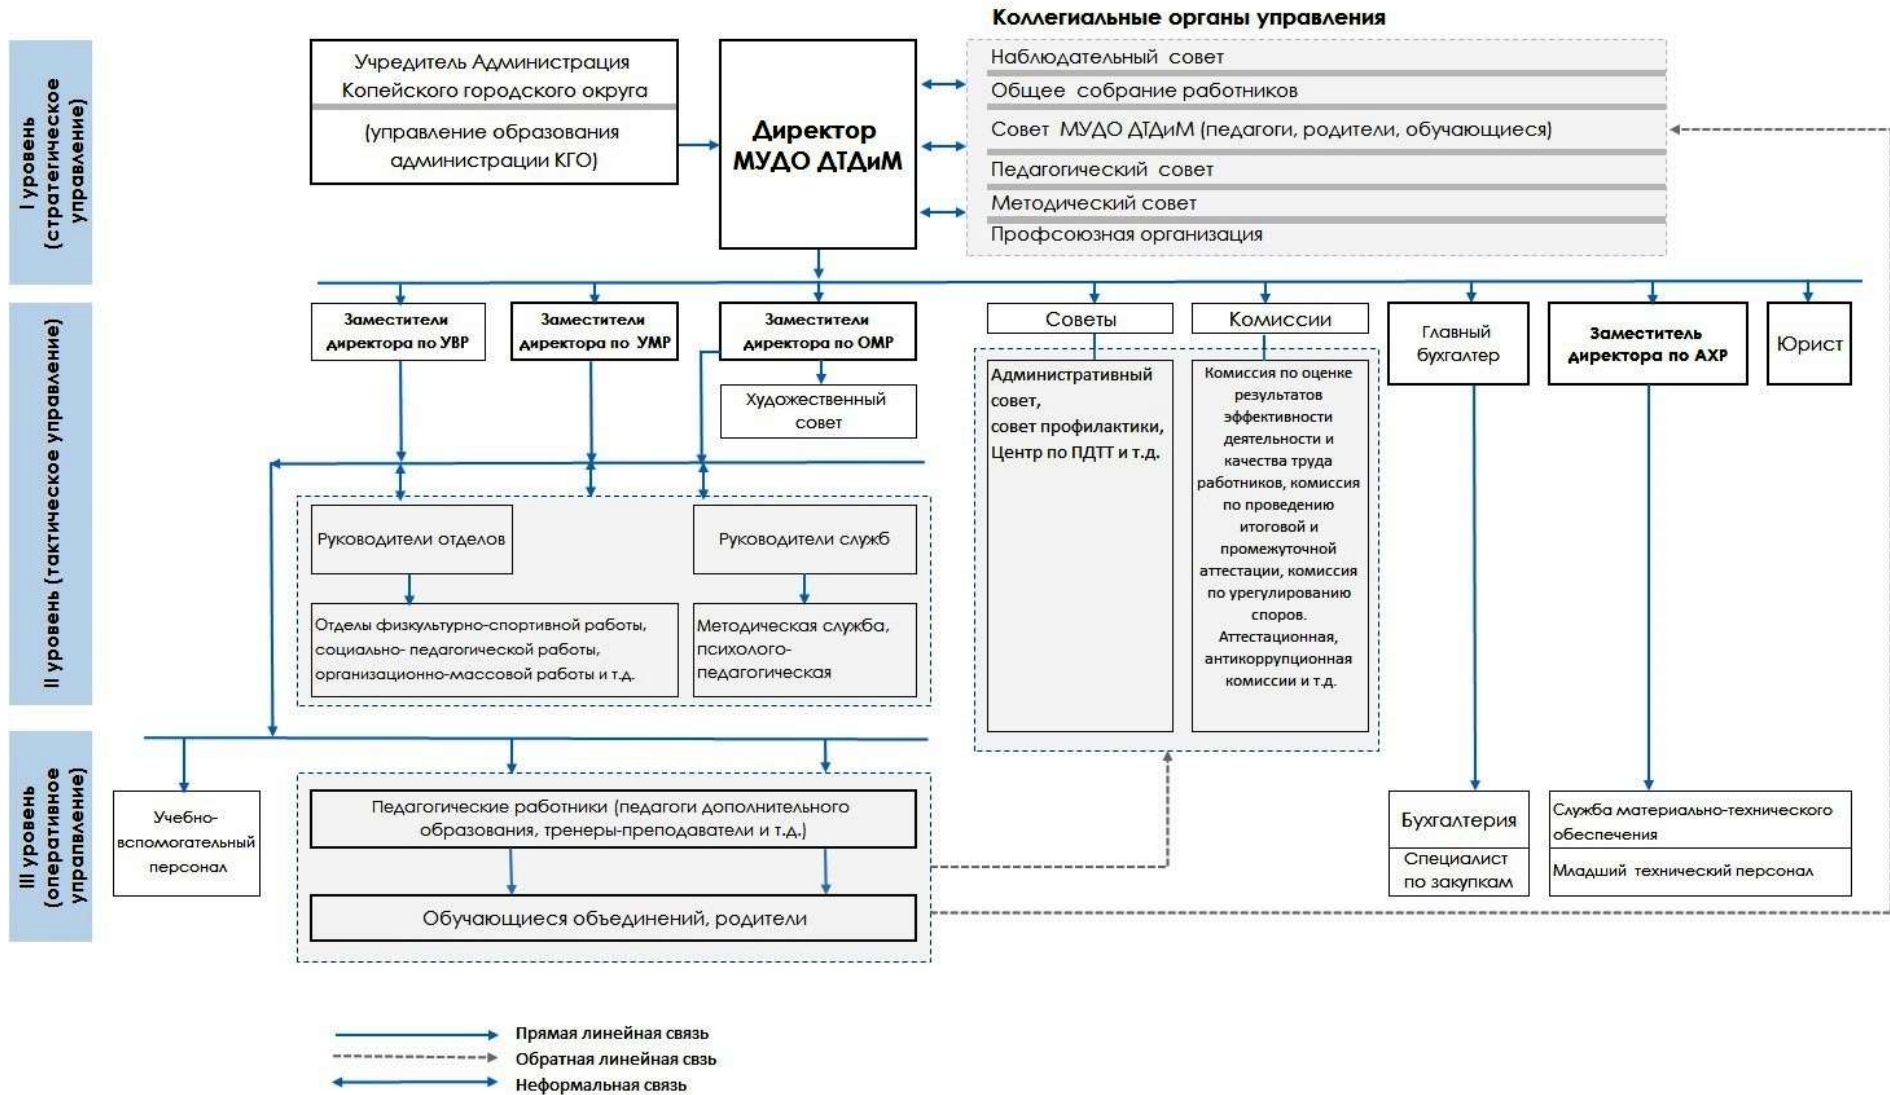 Коллегиальные органы управления
I уровень
(стратегическое
управление)
Учредитель Администрация
Копейского городского округа
(управление образования
администрации КГО)
Директор
МУДО ДТДиМ
Наблюдательный совет
Общее собрание работников
Совет МУДО ДТДиМ (педагоги, родители, обучающиеся)
Педагогический совет
Методический совет
Профсоюзная организация
II уровень (тактическое управление)
Заместители
директора по УВР
Заместители
директора по УМР
Заместители
директора по ОМР
Художественный
совет
Советы
Комиссии
Главный
бухгалтер
Заместитель
директора по АХР
Юрист
Административный
совет,
совет профилактики,
Центр по ПДТТ и т.д.
Комиссия по оценке
результатов
эффективности
деятельности и
качества труда
работников, комиссия
по проведению
итоговой и
промежуточной
аттестации, комиссия
по урегулированию
споров.
Аттестационная,
антикоррупционная
комиссии и т.д.
Руководители отделов
Руководители служб
Отделы физкультурно-спортивной работы,
социально- педагогической работы,
организационно-массовой работы и т.д.
Методическая служба,
психолого-
педагогическая
III уровень
(оперативное
упрапвление)
Учебно-
вспомогательный
персонал
Педагогические работники (педагоги дополнительного
образования, тренеры-преподаватели и т.д.)
Обучающиеся объединений, родители
Бухгалтерия
Специалист
по закупкам
Служба материально-технического
обеспечения
Младший технический персонал
Прямая линейная связь
Обратная линейная свзь
Неформальная связь